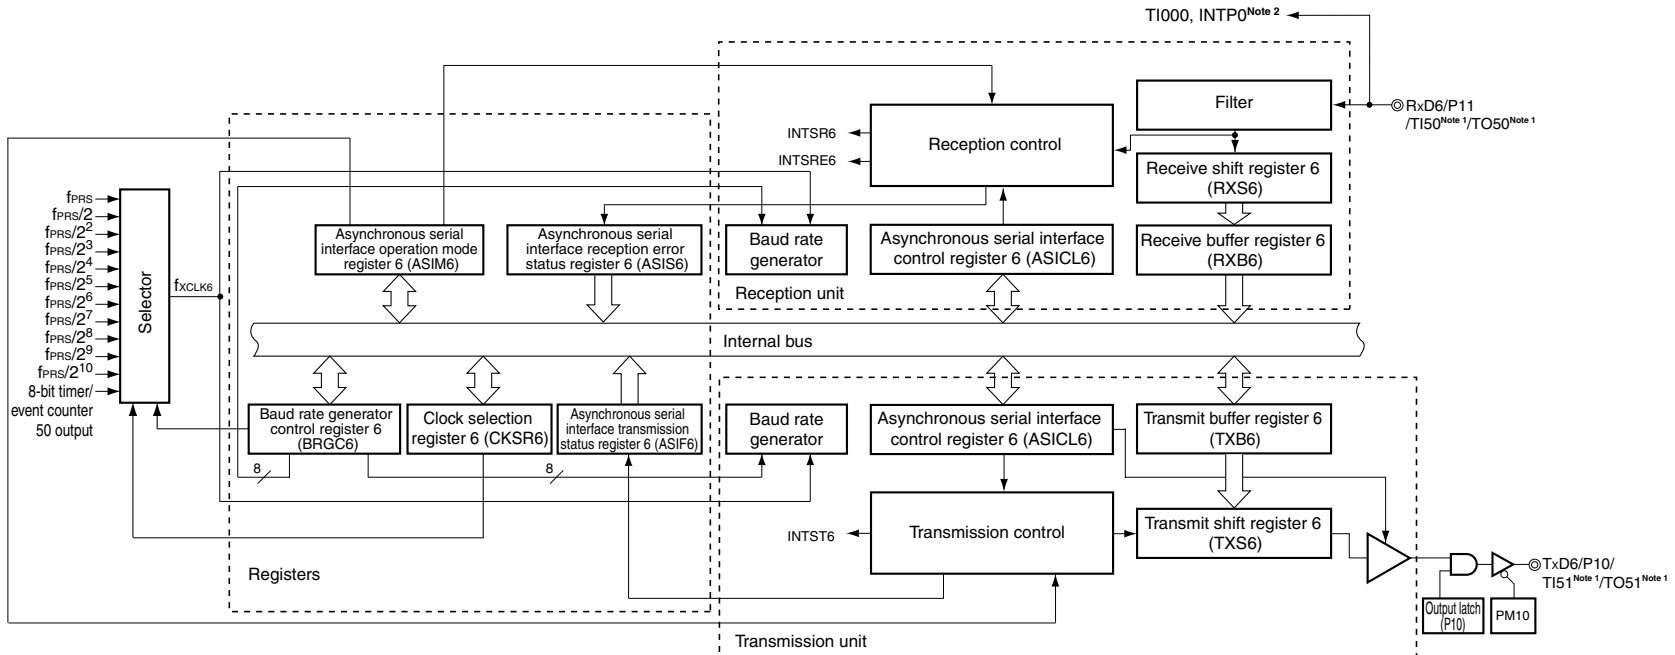 TI000, INTP0Note 2
Filter
RxD6/P11
/TI50Note 1/TO50Note 1
INTSR6
INTSRE6
Reception control
Receive shift register 6
(RXS6)
fPRS
fPRS/2
fPRS/2²
fPRS/2³
fPRS/2⁴
fPRS/2⁵
fPRS/2⁶
fPRS/2⁷
fPRS/2⁸
fPRS/2⁹
fPRS/2¹⁰
8-bit timer/
event counter
50 output
Selector
fXCLK6
Asynchronous serial
interface operation mode
register 6 (ASIM6)
Asynchronous serial
interface reception error
status register 6 (ASIS6)
Baud rate
generator
Asynchronous serial interface
control register 6 (ASICL6)
Receive buffer register 6
(RXB6)
Reception unit
Internal bus
Baud rate generator
control register 6
(BRGC6)
Clock selection
register 6 (CKSR6)
Asynchronous serial
interface transmission
status register 6 (ASIF6)
Baud rate
generator
Asynchronous serial interface
control register 6 (ASICL6)
Transmit buffer register 6
(TXB6)
8
8
INTST6
Transmission control
Transmit shift register 6
(TXS6)
Registers
TxD6/P10/
TI51Note 1/TO51Note 1
Output latch
(P10)
PM10
Transmission unit